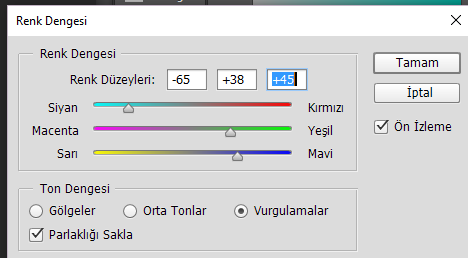 Renk Dengesi
Renk Dengesi
Renk Düzeyleri: -65 +38 +45
Siyan Kırmızı
Macenta Yeşil
Sarı Mavi
Ton Dengesi
Gölgeler Orta Tonlar Vurgulamalar
Parlaklığı Sakla
Tamam
İptal
Ön İzleme